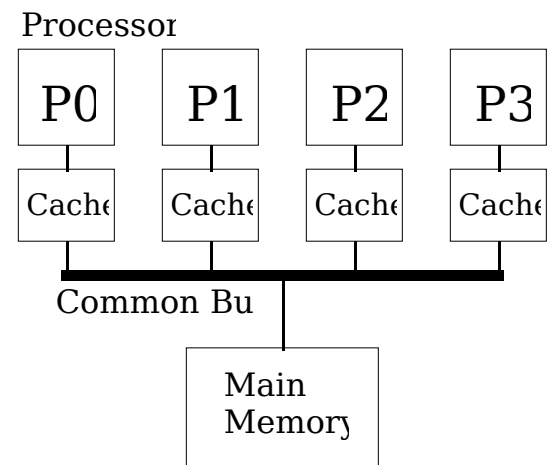 Processor
P0 P1 P2 P3
Cache Cache Cache Cache
Common Bu
Main
Memory